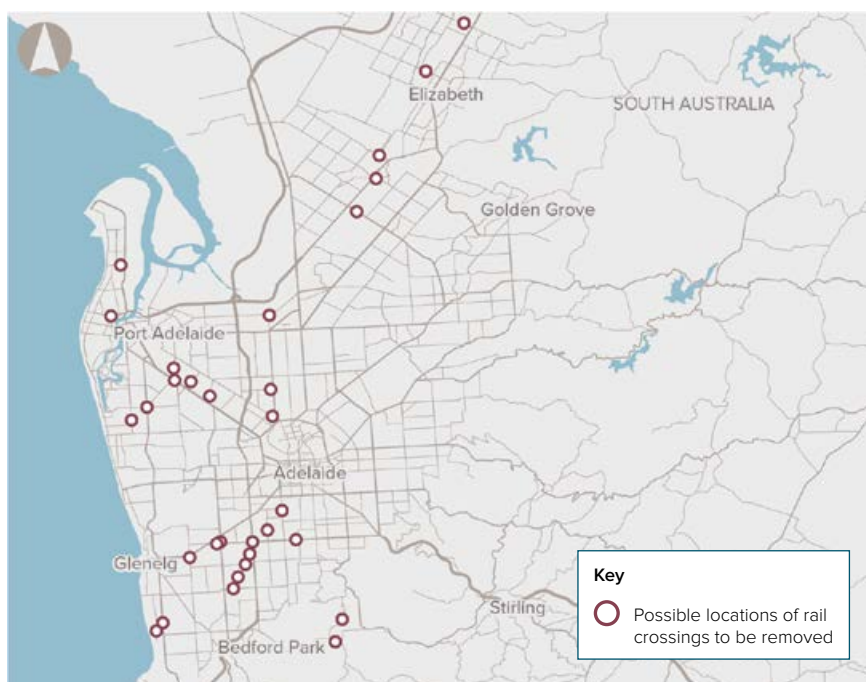 Elizabeth
SOUTH AUSTRALIA
Golden Grove
Port Adelaide
Adelaide
Glenelg
Stirling
Bedford Park
Key
Possible locations of rail
crossings to be removed